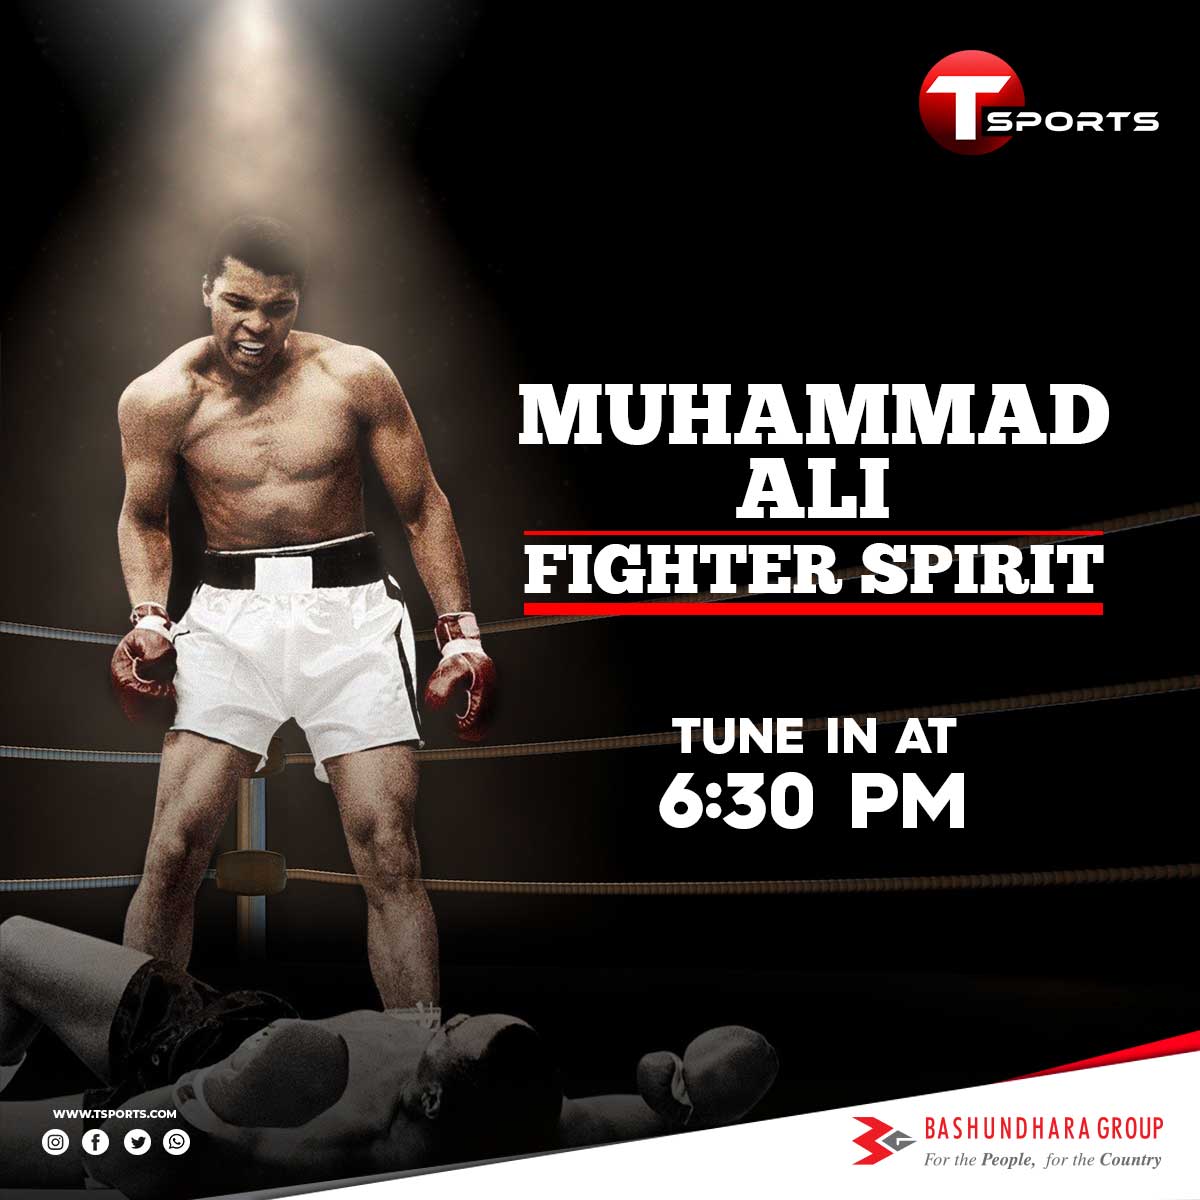 T SPORTS
MUHAMMAD
ALI
FIGHTER SPIRIT
TUNE IN AT
6:30 PM
WWW.TSPORTS.COM
BASHUNDHARA GROUP
For the People, for the Country